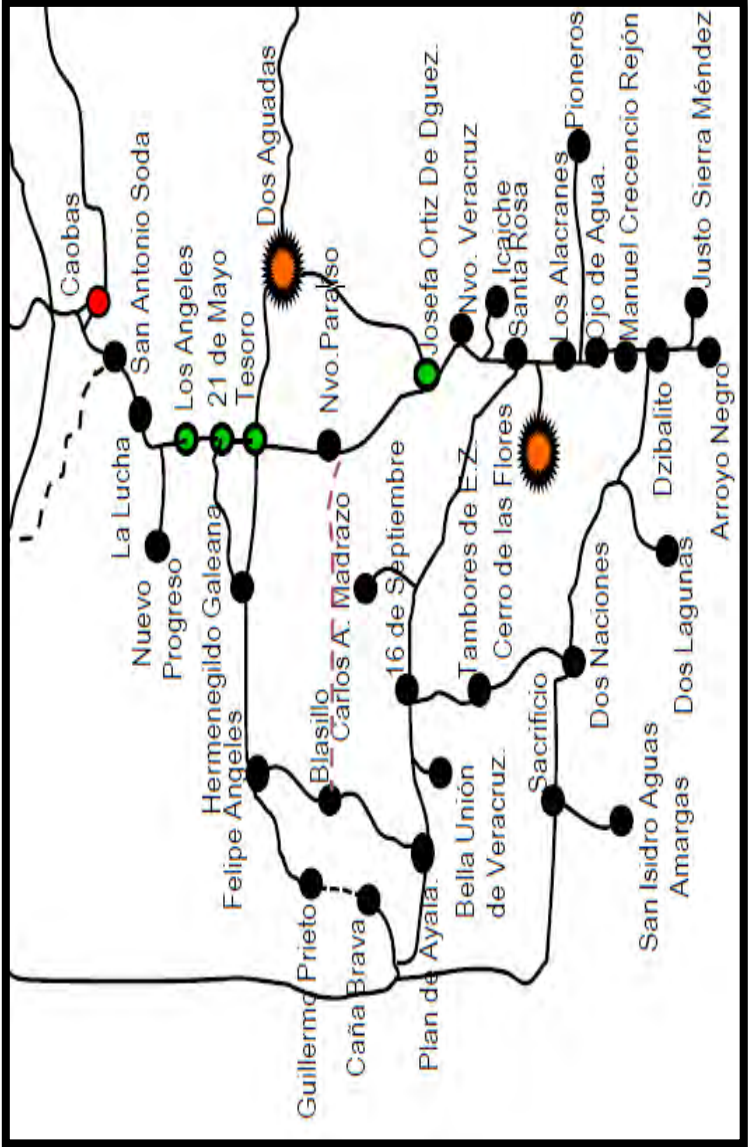 Caobas
San Antonio Soda
La Lucha
Los Angeles
Nuevo
Progreso
21 de Mayo
Tesoro
Dos Aguadas
Hermenegildo Galeana
Felipe Angeles
Nvo.Paraiso
Blasillo
Carlos A. Madrazo
Guillermo Prieto
Caña Brava
16 de Septiembre
Josefa Ortiz De Dguez.
Plan de Ayala
Nvo. Veracruz
Bella Unión
de Veracruz.
Tambores de E.Z.
Icaiche
Santa Rosa
Cerro de las Flores
Sacrificio
Los Alacranes
Pioneros
Ojo de Agua.
Dos Naciones
Manuel Crecencio Rejón
Dzibalito
San Isidro Aguas
Amargas
Dos Lagunas
Justo Sierra Méndez
Arroyo Negro